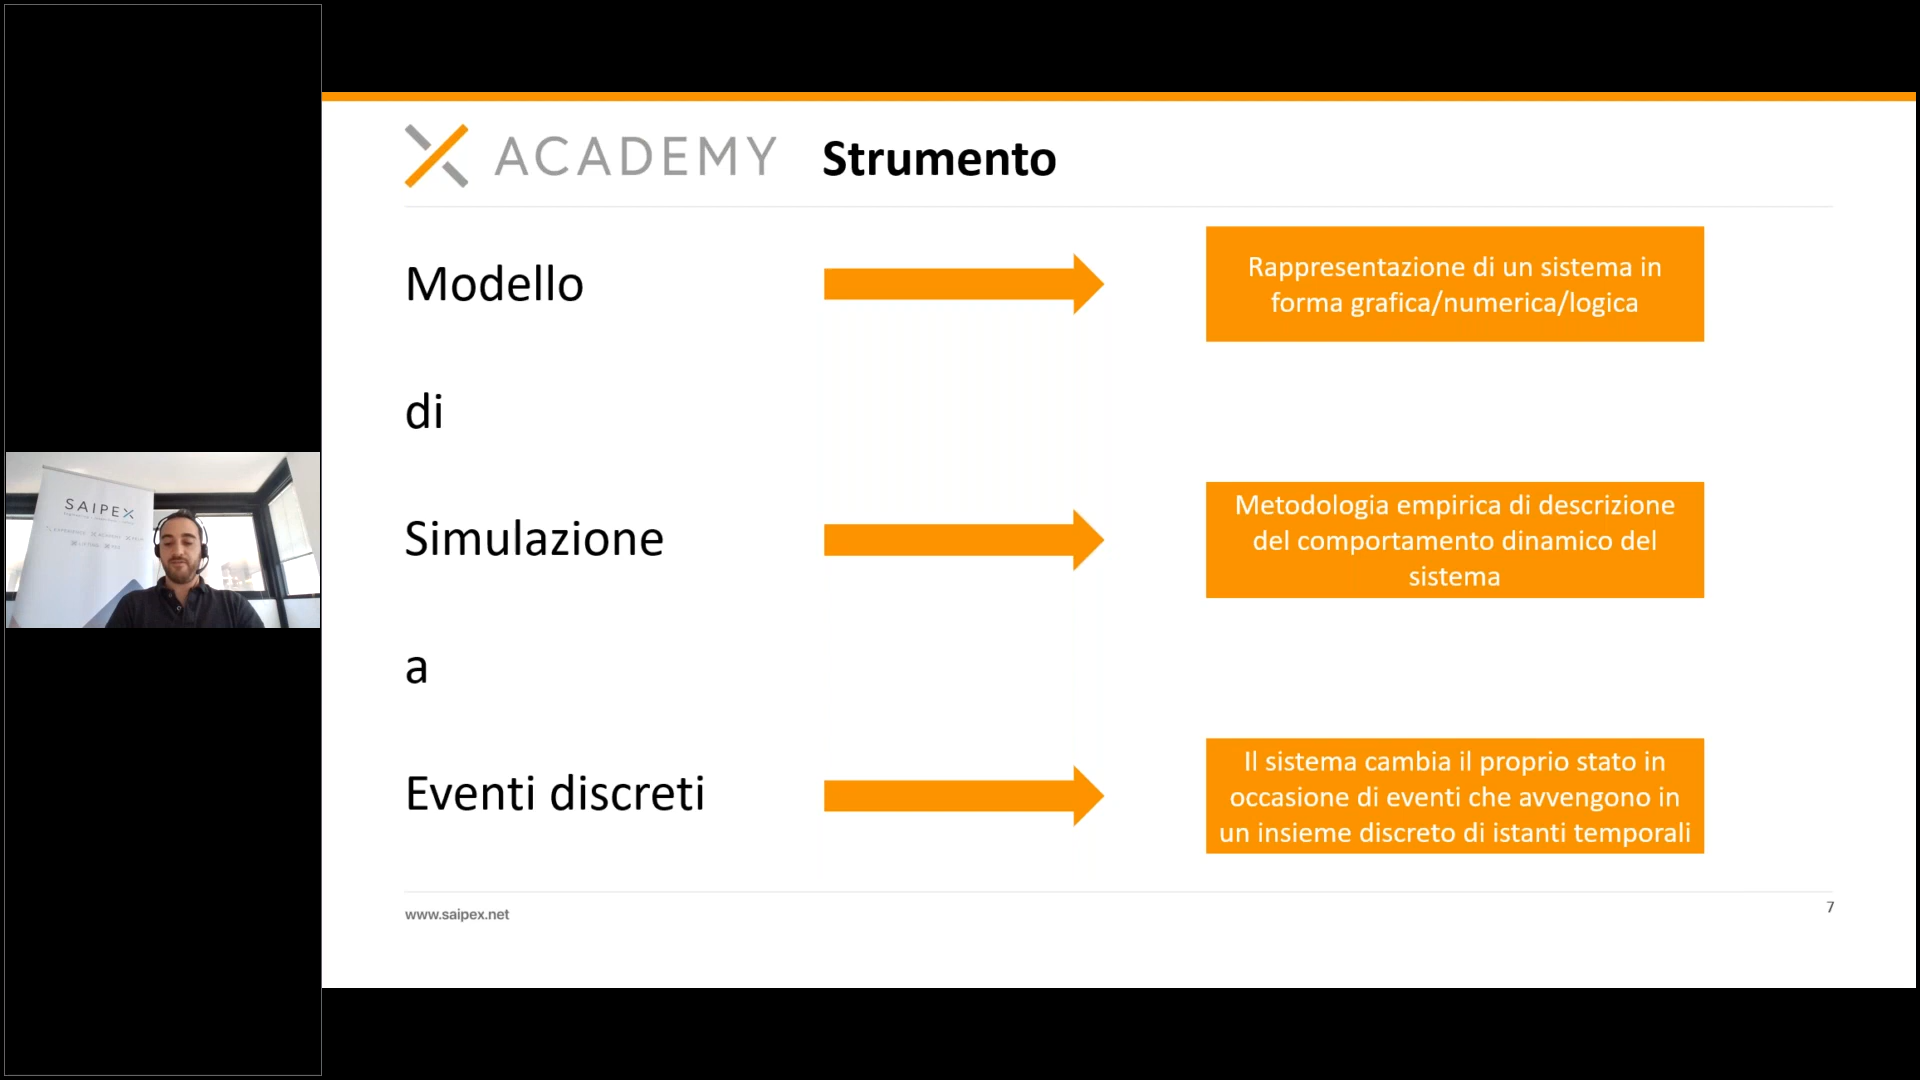 ACADEMY Strumento
Modello
Rappresentazione di un sistema in
forma grafica/numerica/logica
di
Simulazione
Metodologia empirica di descrizione
del comportamento dinamico del
sistema
a
Eventi discreti
Il sistema cambia il proprio stato in
occasione di eventi che avvengono in
un insieme discreto di istanti temporali
www.saipex.net
7
SAIPEX